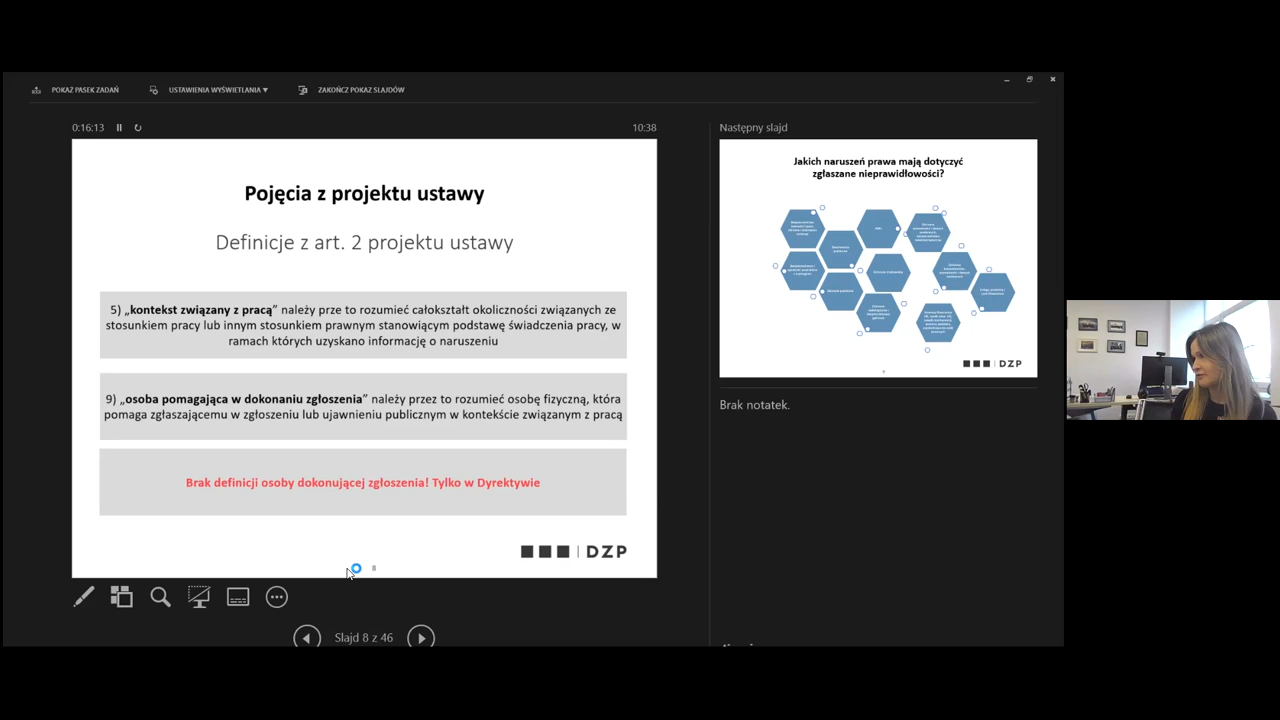 POKAŻ PASEK ZADAŃ
USTAWIENIA WYŚWIETLANIA ▼
ZAKOŃCZ POKAZ SLAJDÓW
0:16:13
10:38
Pojęcia z projektu ustawy
Definicje z art. 2 projektu ustawy
5) „kontekst związany z pracą” należy prze to rozumieć całokształt okoliczności związanych ze
stosunkiem pracy lub innym stosunkiem prawnym stanowiącym podstawę świadczenia pracy, w
ramach których uzyskano informację o naruszeniu
9) „osoba pomagająca w dokonaniu zgłoszenia” należy przez to rozumieć osobę fizyczną, która
pomaga zgłaszającemu w zgłoszeniu lub ujawnieniu publicznym w kontekście związanym z pracą
Brak definicji osoby dokonującej zgłoszenia! Tylko w Dyrektywie
DZP
8
Slajd 8 z 46
Następny slajd
Jakich naruszeń prawa mają dotyczyć
zgłaszane nieprawidłowości?
DZP
Brak notatek.